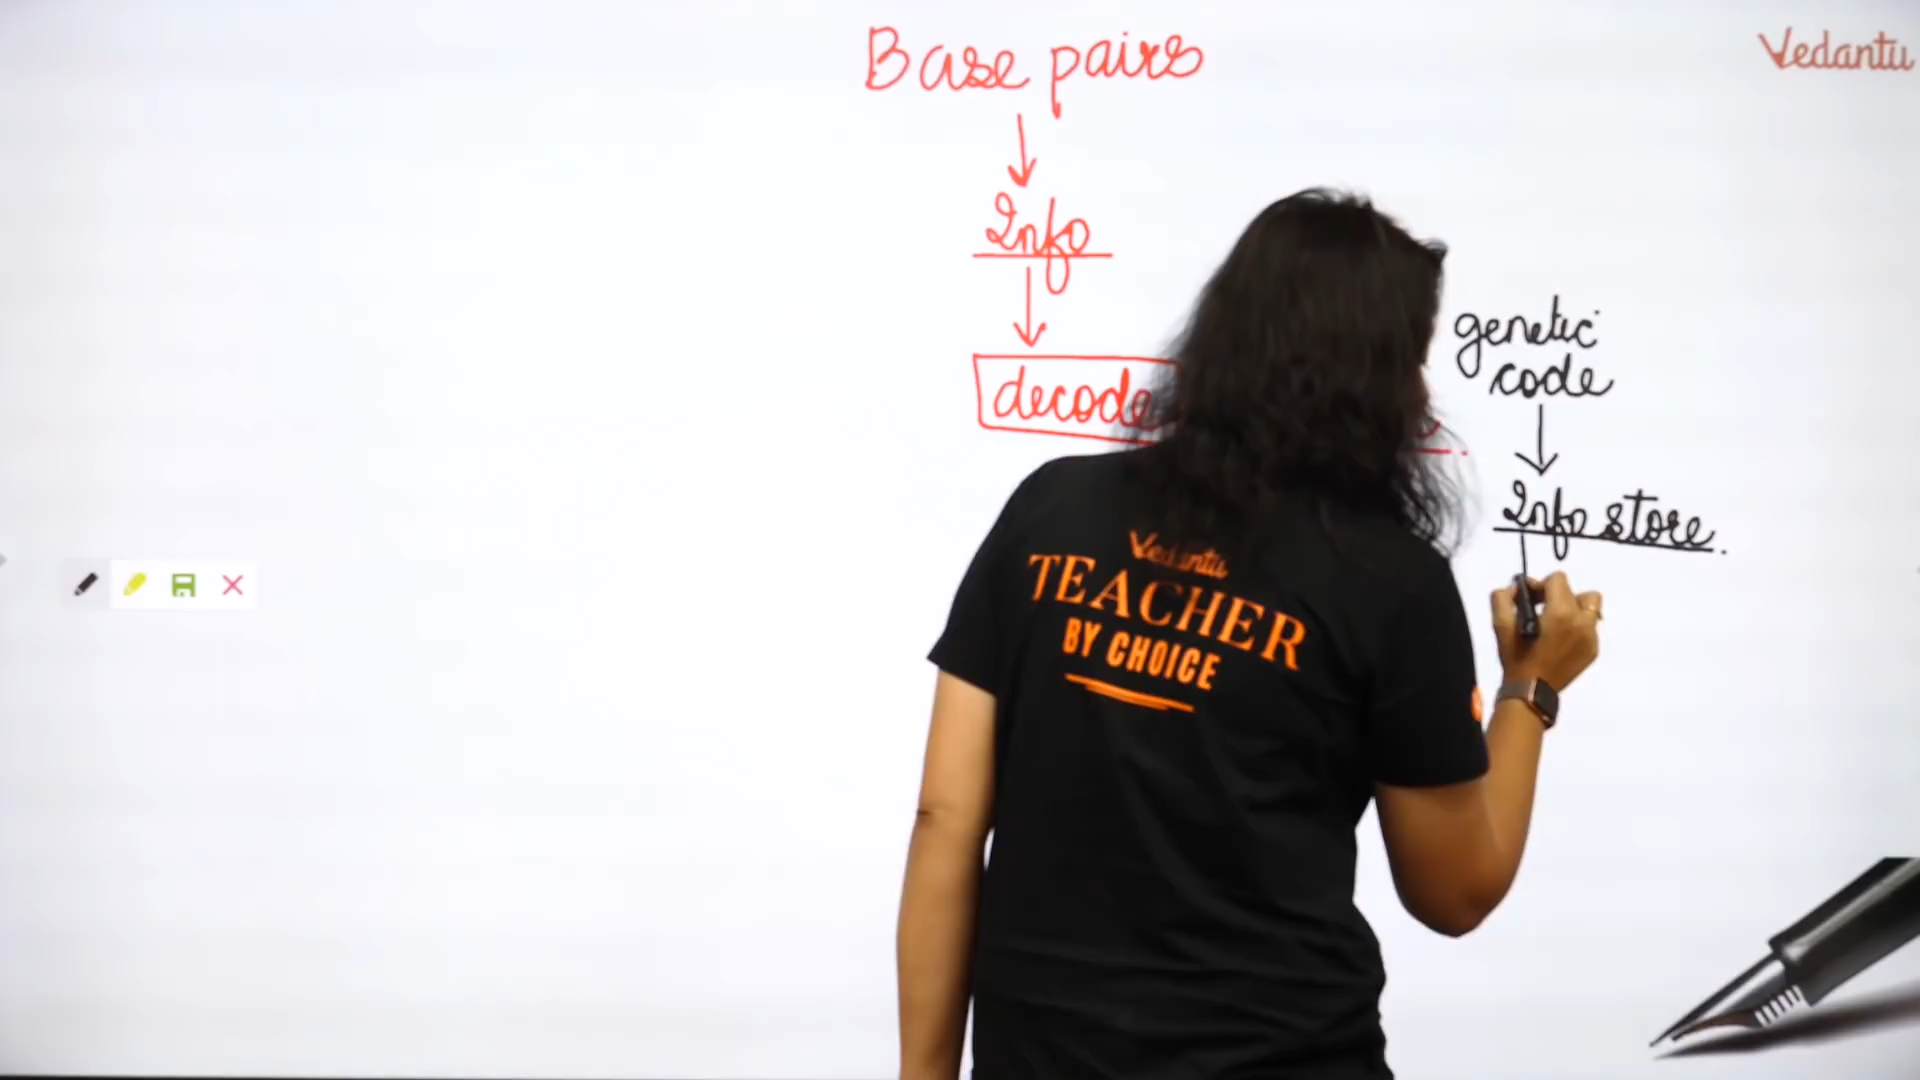 Base pairs
Vedantu
Info
genetic
code
decode
Info store.
Vedantu
TEACHER
BY CHOICE